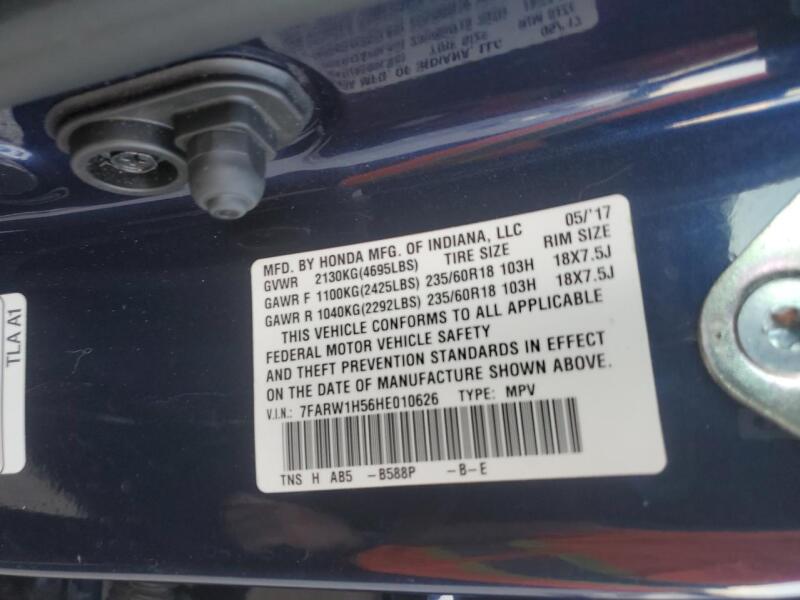 MFD. BY HONDA MFG. OF INDIANA, LLC 05/'17
GVWR 2130KG(4695LBS) TIRE SIZE RIM SIZE
GAWR F 1100KG(2425LBS) 235/60R18 103H 18X7.5J
GAWR R 1040KG(2292LBS) 235/60R18 103H 18X7.5J
THIS VEHICLE CONFORMS TO ALL APPLICABLE
FEDERAL MOTOR VEHICLE SAFETY
AND THEFT PREVENTION STANDARDS IN EFFECT
ON THE DATE OF MANUFACTURE SHOWN ABOVE.
V.I.N.: 7FARW1H56HE010626 TYPE: MPV
TNS H AB5 -B588P -B-E
TLA A1